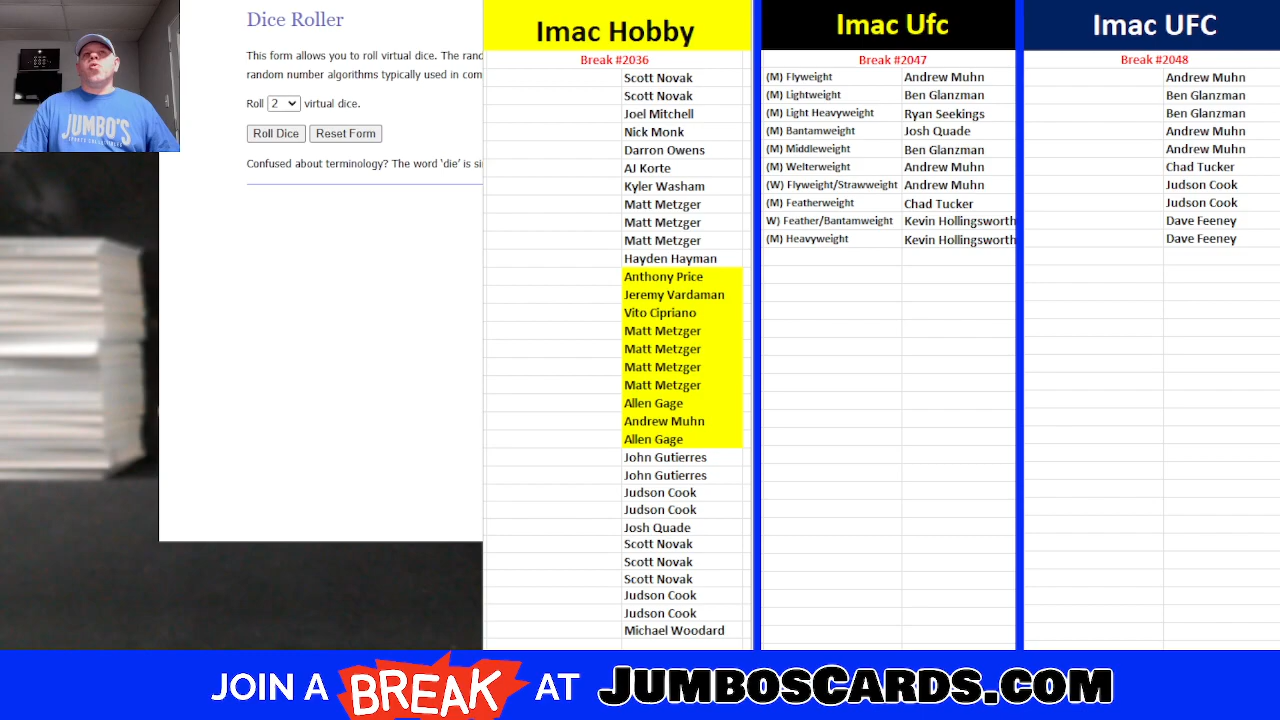 Dice Roller
This form allows you to roll virtual dice. The ran
random number algorithms typically used in com
Roll 2 virtual dice.
Roll Dice Reset Form
Confused about terminology? The word 'die' is si
JUMBO'S
Imac Hobby
Break #2036
Scott Novak
Scott Novak
Joel Mitchell
Nick Monk
Darron Owens
AJ Korte
Kyler Washam
Matt Metzger
Matt Metzger
Matt Metzger
Hayden Hayman
Anthony Price
Jeremy Vardaman
Vito Cipriano
Matt Metzger
Matt Metzger
Matt Metzger
Matt Metzger
Allen Gage
Andrew Muhn
Allen Gage
John Gutierres
John Gutierres
Judson Cook
Judson Cook
Josh Quade
Scott Novak
Scott Novak
Scott Novak
Judson Cook
Judson Cook
Michael Woodard
Imac Ufc
Break #2047
(M) Flyweight Andrew Muhn
(M) Lightweight Ben Glanzman
(M) Light Heavyweight Ryan Seekings
(M) Bantamweight Josh Quade
(M) Middleweight Ben Glanzman
(M) Welterweight Andrew Muhn
(W) Flyweight/Strawweight Andrew Muhn
(M) Featherweight Chad Tucker
W) Feather/Bantamweight Kevin Hollingsworth
(M) Heavyweight Kevin Hollingsworth
Imac UFC
Break #2048
Andrew Muhn
Ben Glanzman
Ben Glanzman
Andrew Muhn
Andrew Muhn
Chad Tucker
Judson Cook
Judson Cook
Dave Feeney
Dave Feeney
JOIN A BREAK AT JUMBOSCARDS.COM